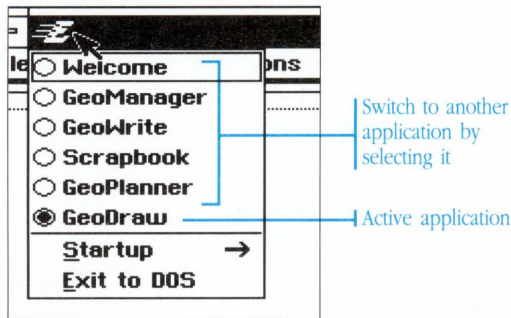 le
ons
Welcome
GeoManager
GeoWrite
Scrapbook
GeoPlanner
GeoDraw
Startup →
Exit to DOS
Switch to another
application by
selecting it
Active application